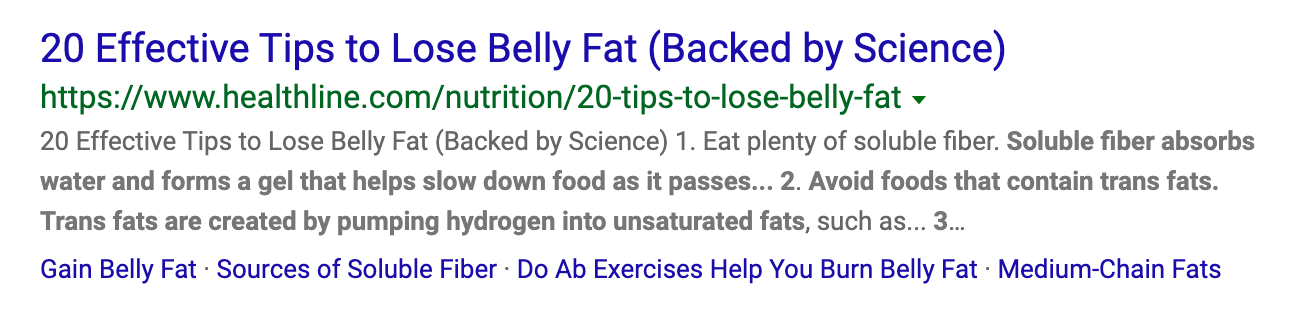 20 Effective Tips to Lose Belly Fat (Backed by Science)
https://www.healthline.com/nutrition/20-tips-to-lose-belly-fat
20 Effective Tips to Lose Belly Fat (Backed by Science) 1. Eat plenty of soluble fiber. Soluble fiber absorbs
water and forms a gel that helps slow down food as it passes... 2. Avoid foods that contain trans fats.
Trans fats are created by pumping hydrogen into unsaturated fats, such as... 3...
Gain Belly Fat · Sources of Soluble Fiber · Do Ab Exercises Help You Burn Belly Fat · Medium-Chain Fats